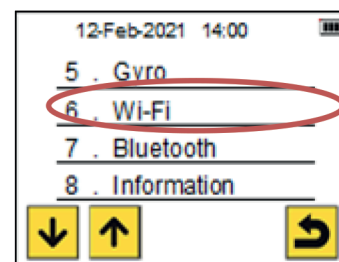 12-Feb-2021 14:00
5 . Gyro
6 . Wi-Fi
7 . Bluetooth
8 . Information